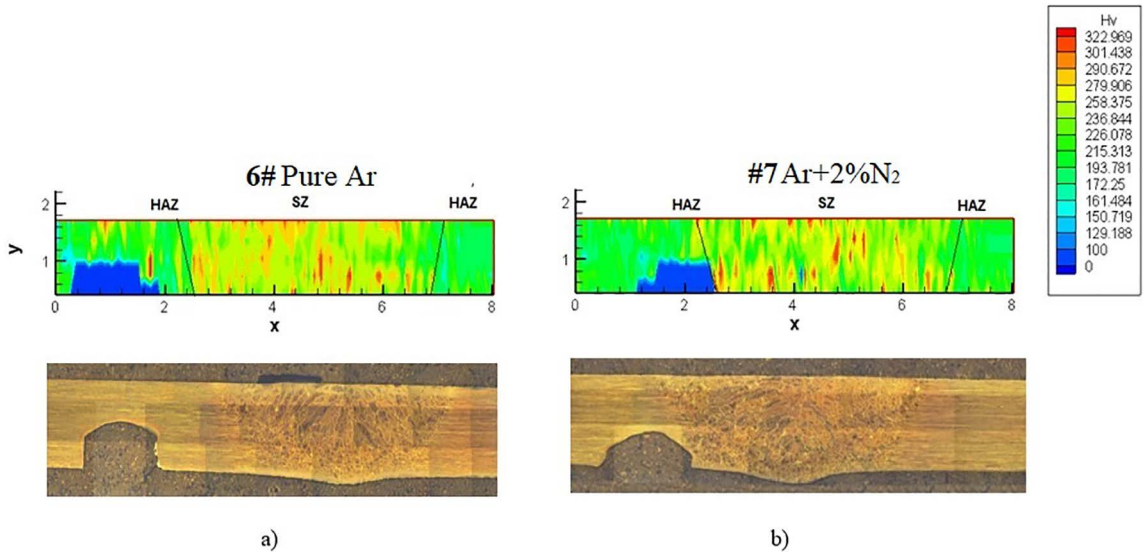 Hv
322.969
301.438
290.672
279.906
258.375
236.844
226.078
215.313
193.781
172.25
161.484
150.719
129.188
100
0
6# Pure Ar
#7 Ar+2%N₂
HAZ SZ HAZ
HAZ SZ HAZ
2
1
y
0 2 4 6 8
x
2
1
0 2 4 6 8
x
a)
b)